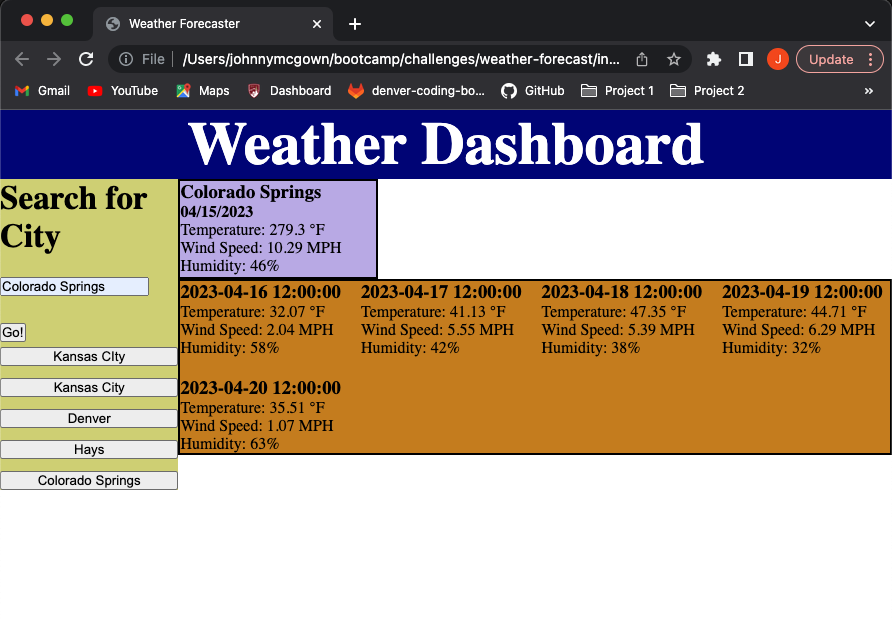 Weather Forecaster
File
/Users/johnnymcgown/bootcamp/challenges/weather-forecast/in...
J
Update
Gmail
YouTube
Maps
Dashboard
denver-coding-bo...
GitHub
Project 1
Project 2
»
Weather Dashboard
Search for
City
Colorado Springs
Go!
Kansas CIty
Kansas City
Denver
Hays
Colorado Springs
Colorado Springs
04/15/2023
Temperature: 279.3 °F
Wind Speed: 10.29 MPH
Humidity: 46%
2023-04-16 12:00:00
Temperature: 32.07 °F
Wind Speed: 2.04 MPH
Humidity: 58%
2023-04-17 12:00:00
Temperature: 41.13 °F
Wind Speed: 5.55 MPH
Humidity: 42%
2023-04-18 12:00:00
Temperature: 47.35 °F
Wind Speed: 5.39 MPH
Humidity: 38%
2023-04-19 12:00:00
Temperature: 44.71 °F
Wind Speed: 6.29 MPH
Humidity: 32%
2023-04-20 12:00:00
Temperature: 35.51 °F
Wind Speed: 1.07 MPH
Humidity: 63%